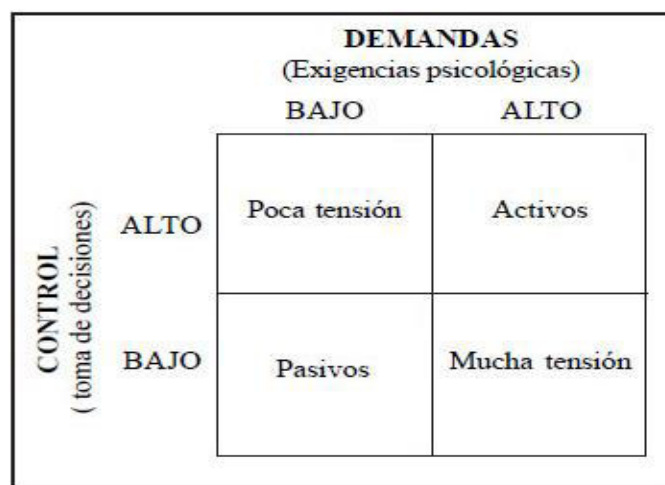 DEMANDAS
(Exigencias psicológicas)
BAJO ALTO
CONTROL
( toma de decisiones)
ALTO Poca tensión Activos
BAJO Pasivos Mucha tensión